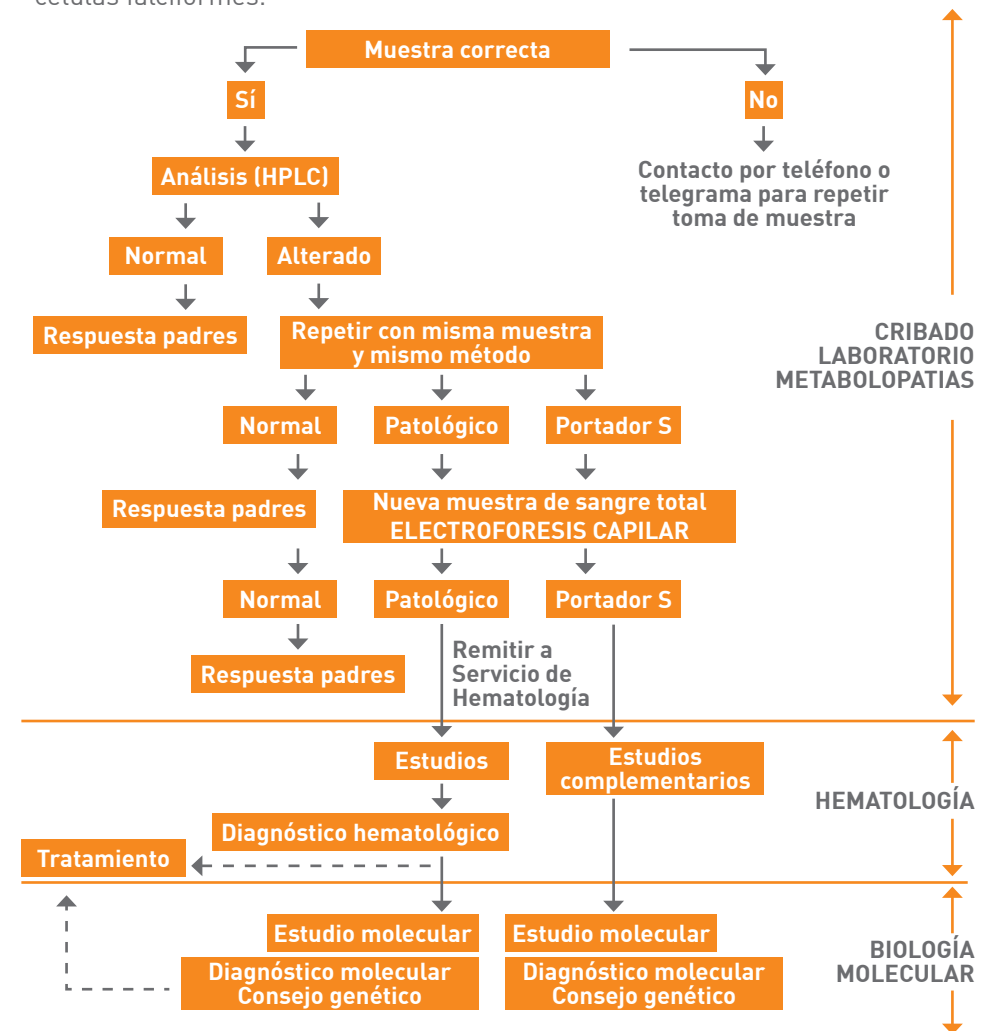 células falciformes.
Muestra correcta
Sí
No
Análisis (HPLC)
Contacto por teléfono o
telegrama para repetir
toma de muestra
Normal
Alterado
Respuesta padres
Repetir con misma muestra
y mismo método
CRIBADO
LABORATORIO
METABOLOPATIAS
Normal
Patológico
Portador S
Respuesta padres
Nueva muestra de sangre total
ELECTROFORESIS CAPILAR
Normal
Patológico
Portador S
Respuesta padres
Remitir a
Servicio de
Hematología
Estudios
Estudios
complementarios
HEMATOLOGÍA
Diagnóstico hematológico
Tratamiento
Estudio molecular
Estudio molecular
Diagnóstico molecular
Consejo genético
Diagnóstico molecular
Consejo genético
BIOLOGÍA
MOLECULAR